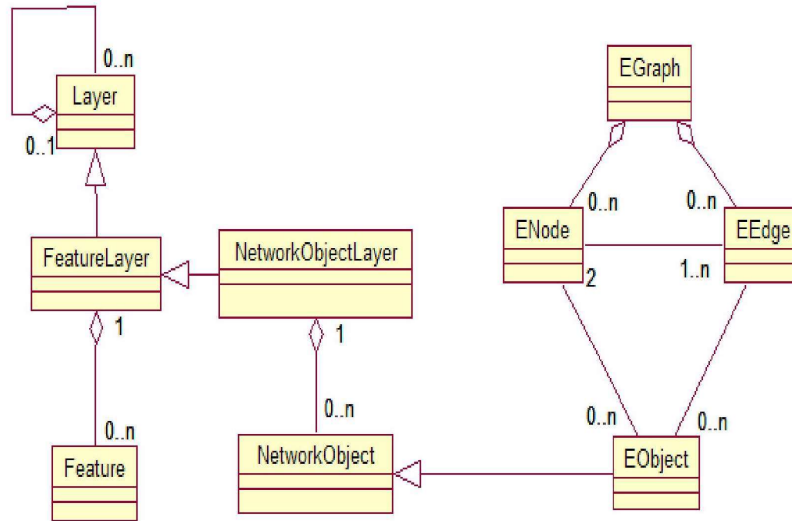 0..n
Layer
0..1
EGraph
0..n
0..n
ENode
EEdge
2
1..n
FeatureLayer
NetworkObjectLayer
1
1
0..n
0..n
0..n
0..n
Feature
NetworkObject
EObject